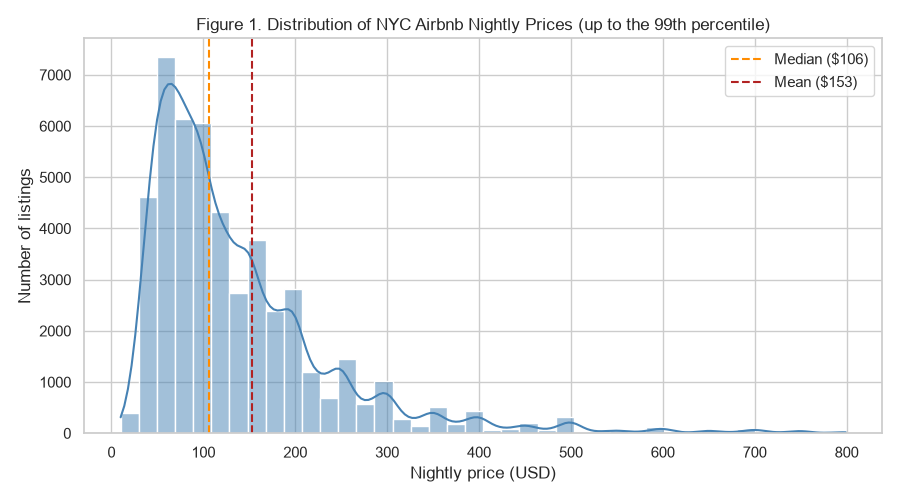 Figure 1. Distribution of NYC Airbnb Nightly Prices (up to the 99th percentile)
Median ($106)
Mean ($153)
Number of listings
7000
6000
5000
4000
3000
2000
1000
0
0 100 200 300 400 500 600 700 800
Nightly price (USD)